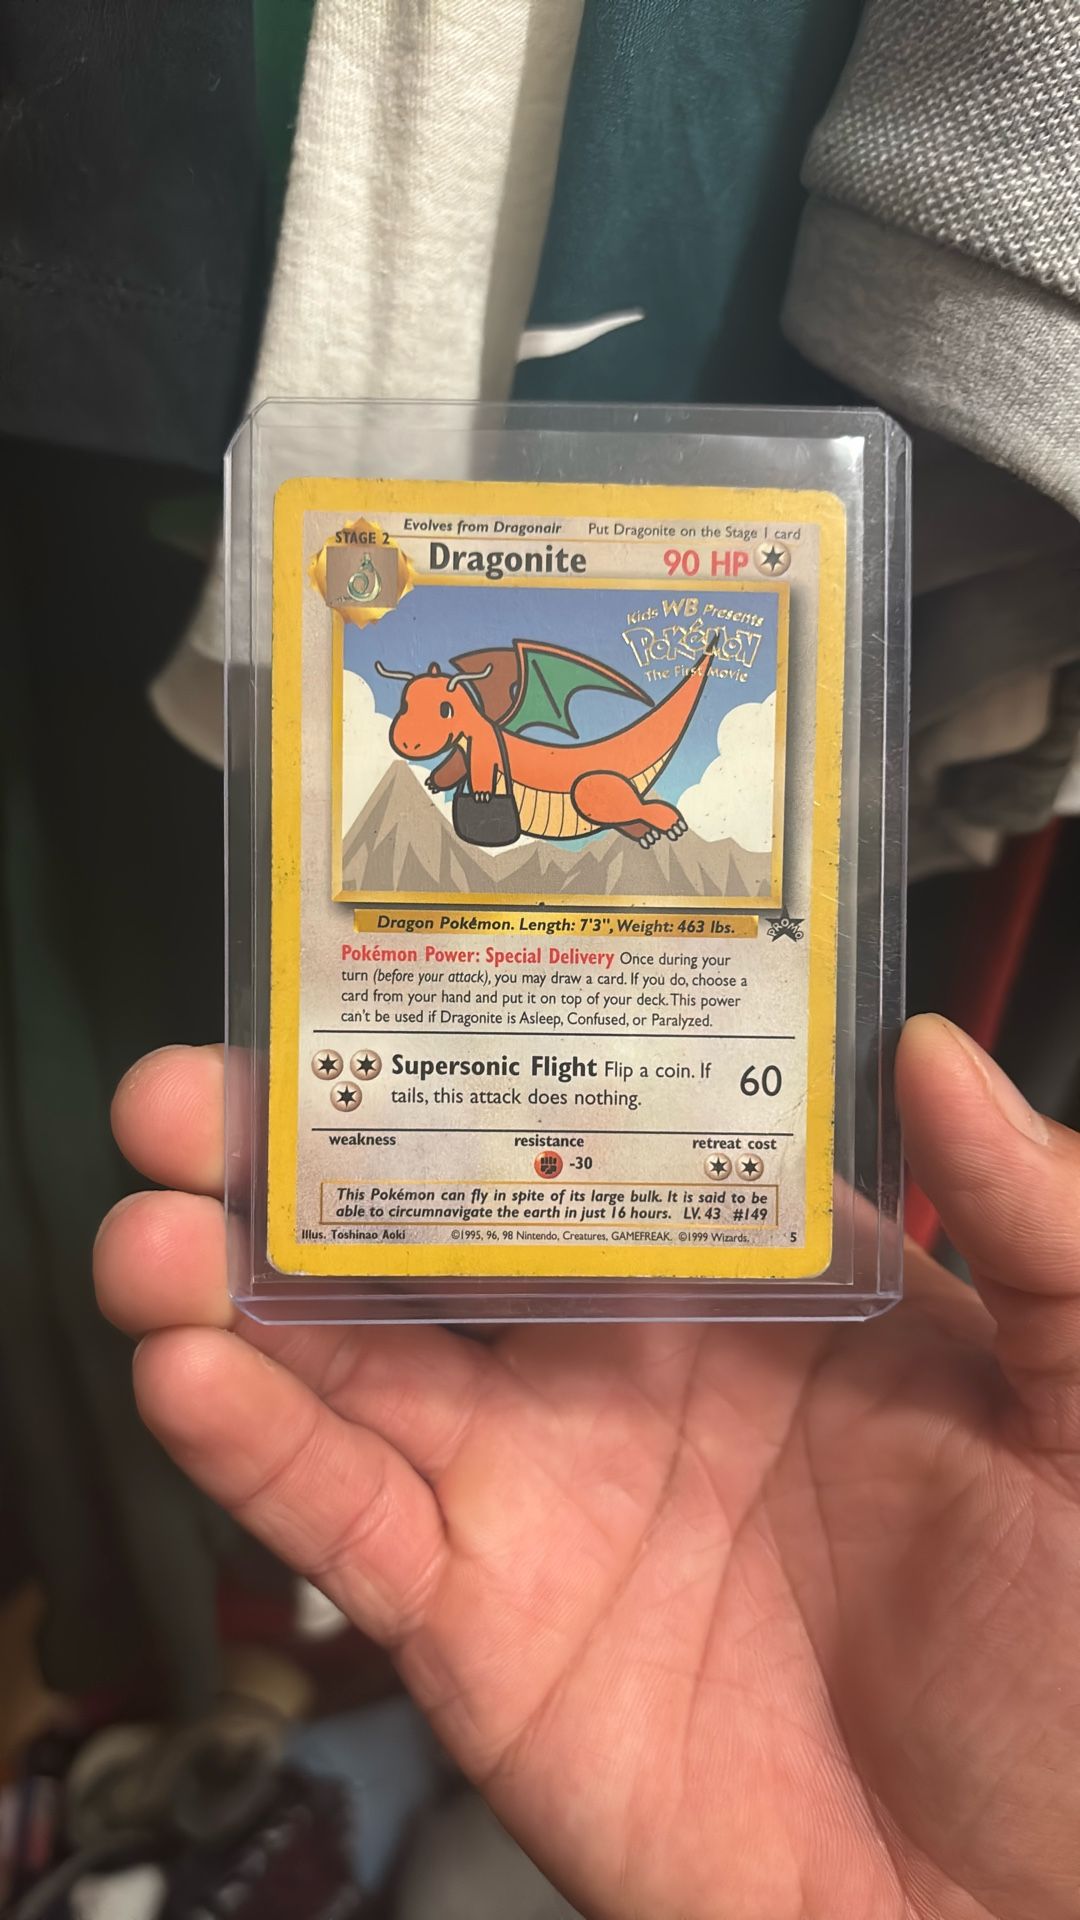 Evolves from Dragonair Put Dragonite on the Stage 1 card
STAGE 2
Dragonite 90 HP
Kids WB Presents
POKéMON
The First Movie
Dragon Pokémon. Length: 7'3", Weight: 463 lbs.
PROMO
Pokémon Power: Special Delivery Once during your
turn (before your attack), you may draw a card. If you do, choose a
card from your hand and put it on top of your deck. This power
can't be used if Dragonite is Asleep, Confused, or Paralyzed.
Supersonic Flight Flip a coin. If
tails, this attack does nothing.
60
weakness resistance retreat cost
-30
This Pokémon can fly in spite of its large bulk. It is said to be
able to circumnavigate the earth in just 16 hours. LV. 43 #149
Illus. Toshinao Aoki ©1995, 96, 98 Nintendo, Creatures, GAMEFREAK. ©1999 Wizards. 5